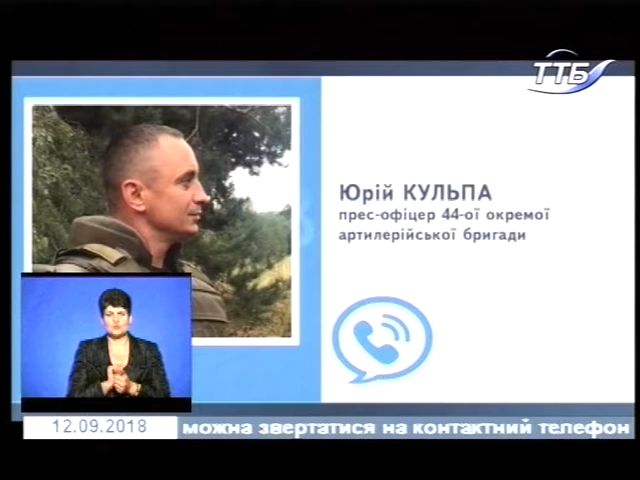 ТТБ
Юрій КУЛЬПА
прес-офіцер 44-ої окремої
артилерійської бригади
12.09.2018
можна звертатися на контактний телефон